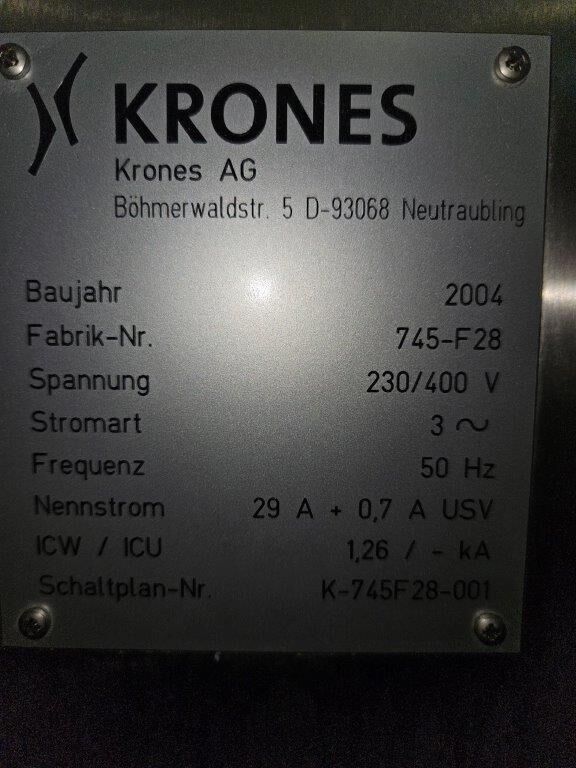 KRONES
Krones AG
Böhmerwaldstr. 5 D-93068 Neutraubling
Baujahr 2004
Fabrik-Nr. 745-F28
Spannung 230/400 V
Stromart 3 ~
Frequenz 50 Hz
Nennstrom 29 A + 0,7 A USV
ICW / ICU 1,26 / - kA
Schaltplan-Nr. K-745F28-001